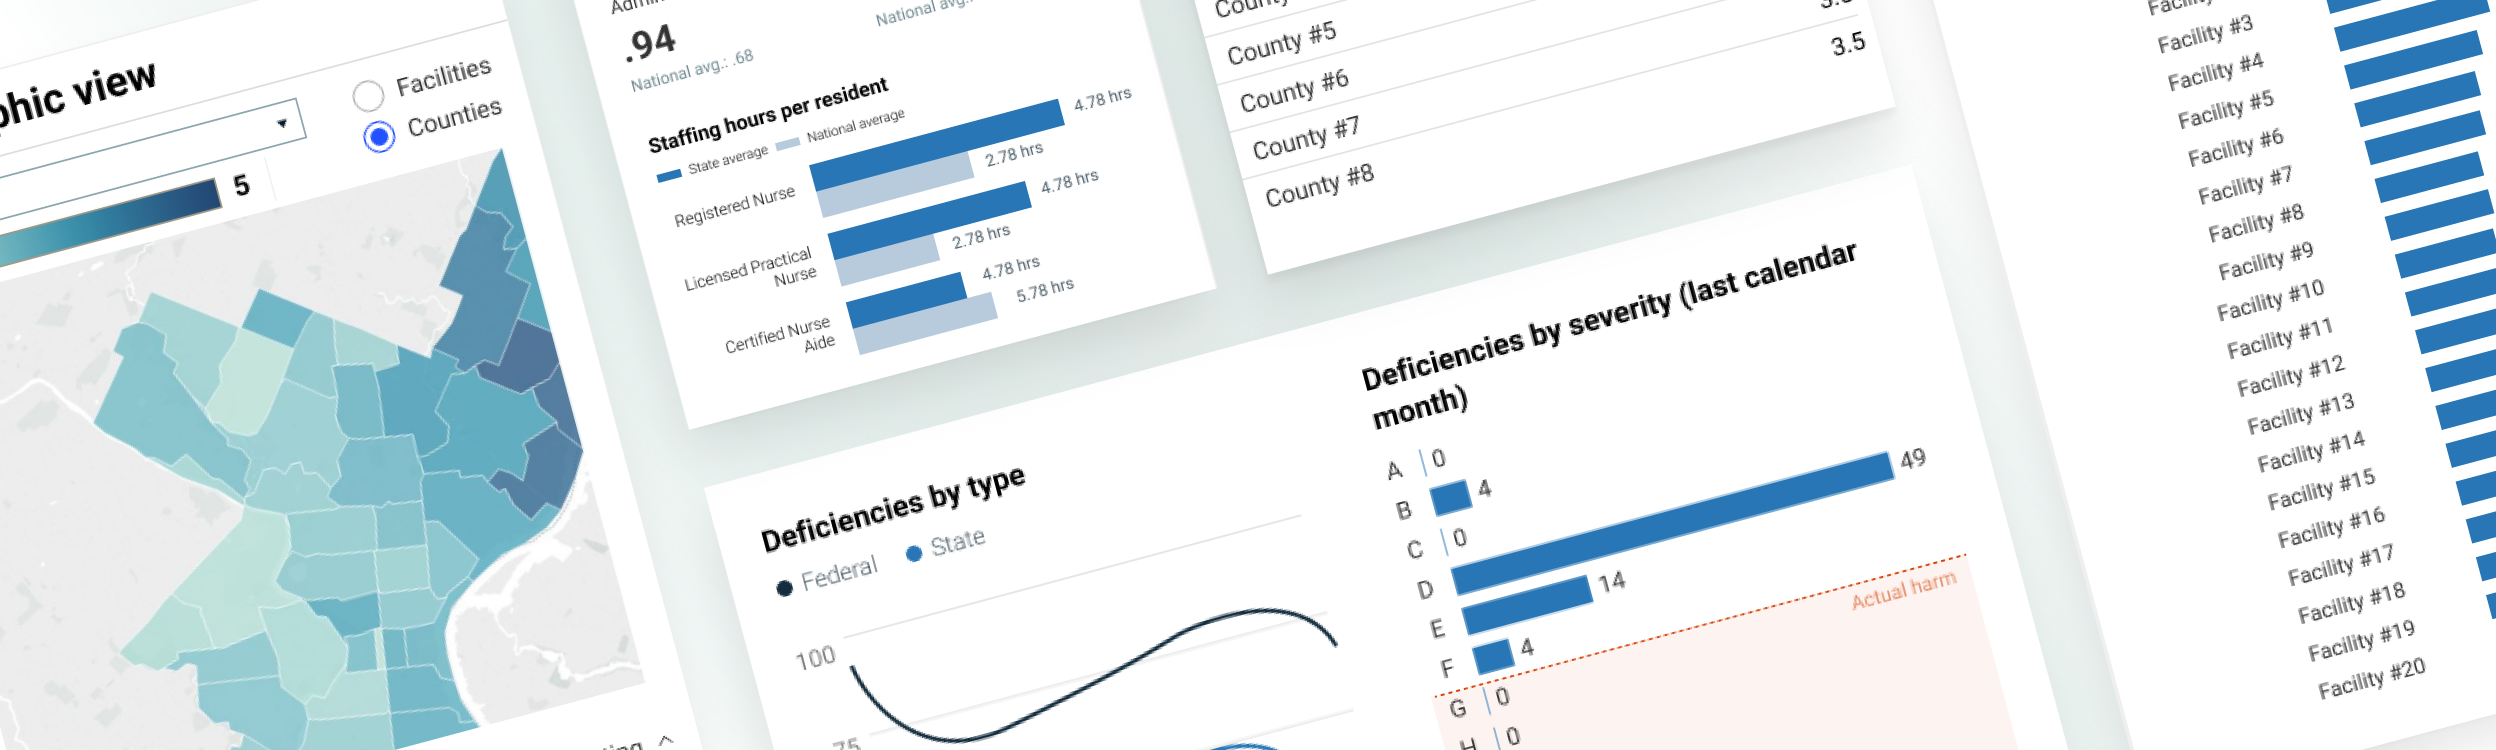 phic view
Facilities
Counties
5
.94
National avg.: .68
National avg.:
Staffing hours per resident
State average
National average
Registered Nurse
4.78 hrs
2.78 hrs
Licensed Practical
Nurse
4.78 hrs
2.78 hrs
Certified Nurse
Aide
4.78 hrs
5.78 hrs
County #5
County #6
3.5
County #7
County #8
Deficiencies by type
Federal
State
100
75
Deficiencies by severity (last calendar
month)
A 0
B 4
C 0
D 49
E 14
F 4
Actual harm
G 0
H 0
Facility #3
Facility #4
Facility #5
Facility #6
Facility #7
Facility #8
Facility #9
Facility #10
Facility #11
Facility #12
Facility #13
Facility #14
Facility #15
Facility #16
Facility #17
Facility #18
Facility #19
Facility #20